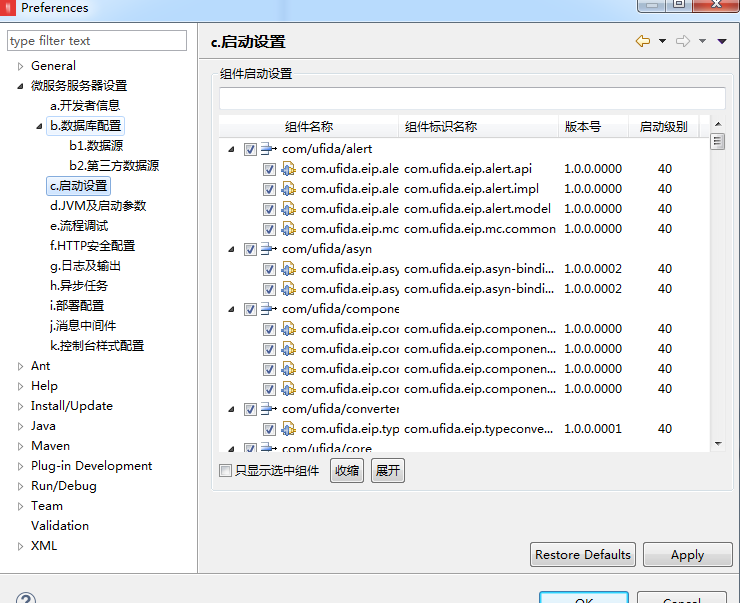 Preferences
type filter text
General
微服务服务器设置
a.开发者信息
b.数据库配置
b1.数据源
b2.第三方数据源
c.启动设置
d.JVM及启动参数
e.流程调试
f.HTTP安全配置
g.日志及输出
h.异步任务
i.部署配置
j.消息中间件
k.控制台样式配置
Ant
Help
Install/Update
Java
Maven
Plug-in Development
Run/Debug
Team
Validation
XML
c.启动设置
组件启动设置
组件名称 组件标识名称 版本号 启动级别
com/ufida/alert
com.ufida.eip.ale com.ufida.eip.alert.api 1.0.0.0000 40
com.ufida.eip.ale com.ufida.eip.alert.impl 1.0.0.0000 40
com.ufida.eip.ale com.ufida.eip.alert.model 1.0.0.0000 40
com.ufida.eip.mc com.ufida.eip.mc.common 1.0.0.0000 40
com/ufida/asyn
com.ufida.eip.asy com.ufida.eip.asyn-bindi... 1.0.0.0002 40
com.ufida.eip.asy com.ufida.eip.asyn-bindi... 1.0.0.0002 40
com/ufida/compone
com.ufida.eip.cor com.ufida.eip.componen... 1.0.0.0000 40
com.ufida.eip.cor com.ufida.eip.componen... 1.0.0.0000 40
com.ufida.eip.cor com.ufida.eip.componen... 1.0.0.0000 40
com.ufida.eip.cor com.ufida.eip.componen... 1.0.0.0000 40
com/ufida/converter
com.ufida.eip.typ com.ufida.eip.typeconve... 1.0.0.0001 40
com/ufida/core
只显示选中组件 收缩 展开
Restore Defaults Apply
OK Cancel